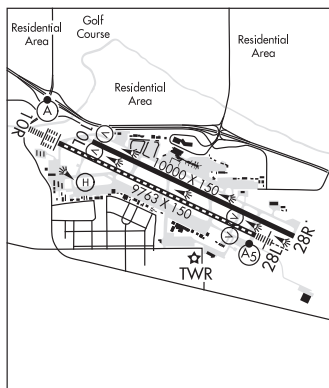 Residential
Area
Golf
Course
Residential
Area
Residential
Area
A
10R
V
10L
V
H
10000 X 150
9763 X 150
V
V
A5
28L
28R
TWR